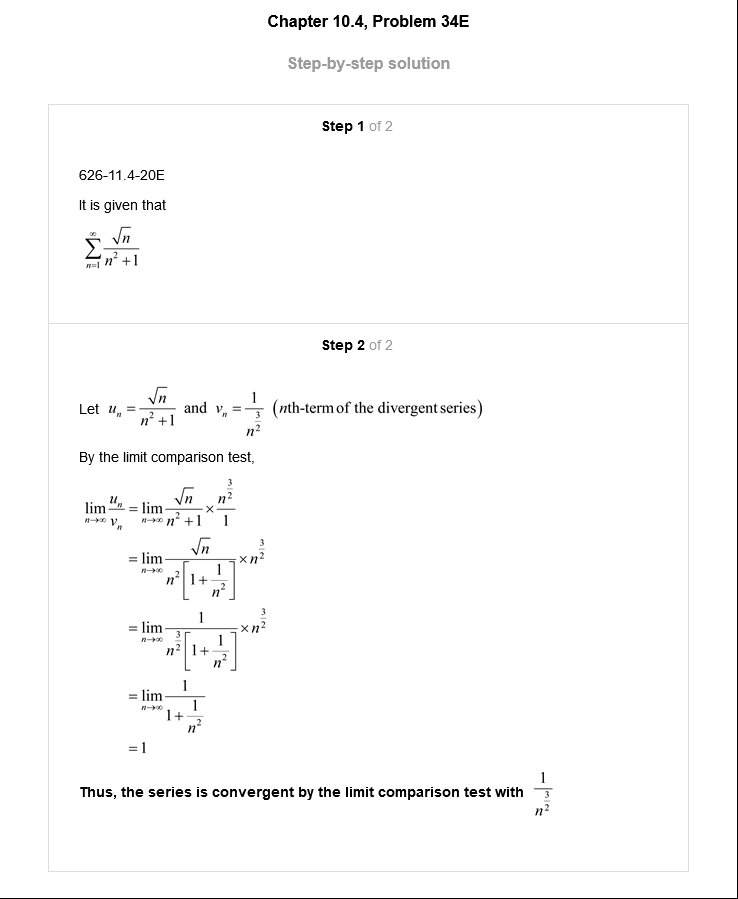 Chapter 10.4, Problem 34E
Step-by-step solution
Step 1 of 2
626-11.4-20E
It is given that
$\sum_{n=1}^{\infty} \frac{\sqrt{n}}{n^2+1}$
Step 2 of 2
Let $u_n = \frac{\sqrt{n}}{n^2+1}$ and $v_n = \frac{1}{n^{\frac{3}{2}}}$ (nth-term of the divergent series)
By the limit comparison test,
$\lim_{n\to\infty} \frac{u_n}{v_n} = \lim_{n\to\infty} \frac{\sqrt{n}}{n^2+1} \times \frac{n^{\frac{3}{2}}}{1}$
$= \lim_{n\to\infty} \frac{\sqrt{n}}{n^2\left[1+\frac{1}{n^2}\right]} \times n^{\frac{3}{2}}$
$= \lim_{n\to\infty} \frac{1}{n^{\frac{3}{2}}\left[1+\frac{1}{n^2}\right]} \times n^{\frac{3}{2}}$
$= \lim_{n\to\infty} \frac{1}{1+\frac{1}{n^2}}$
$= 1$
Thus, the series is convergent by the limit comparison test with $\frac{1}{n^{\frac{3}{2}}}$